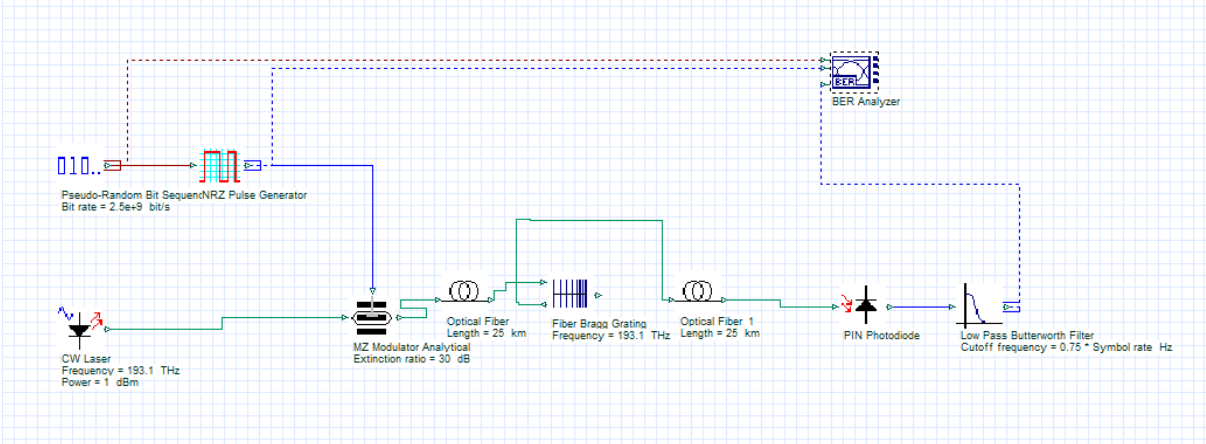 BER
BER Analyzer
010..
Pseudo-Random Bit SequencNRZ Pulse Generator
Bit rate = 2.5e+9 bit/s
Optical Fiber
Length = 25 km
Fiber Bragg Grating
Frequency = 193.1 THz
Optical Fiber 1
Length = 25 km
PIN Photodiode
Low Pass Butterworth Filter
Cutoff frequency = 0.75 * Symbol rate Hz
MZ Modulator Analytical
Extinction ratio = 30 dB
CW Laser
Frequency = 193.1 THz
Power = 1 dBm